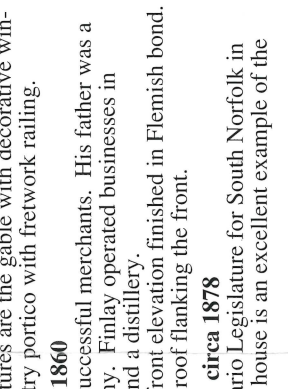 tures are the gable with decorative win-
try portico with fretwork railing.
1860
uccessful merchants. His father was a
y. Finlay operated businesses in
nd a distillery.
ront elevation finished in Flemish bond.
roof flanking the front.
circa 1878
rio Legislature for South Norfolk in
house is an excellent example of the